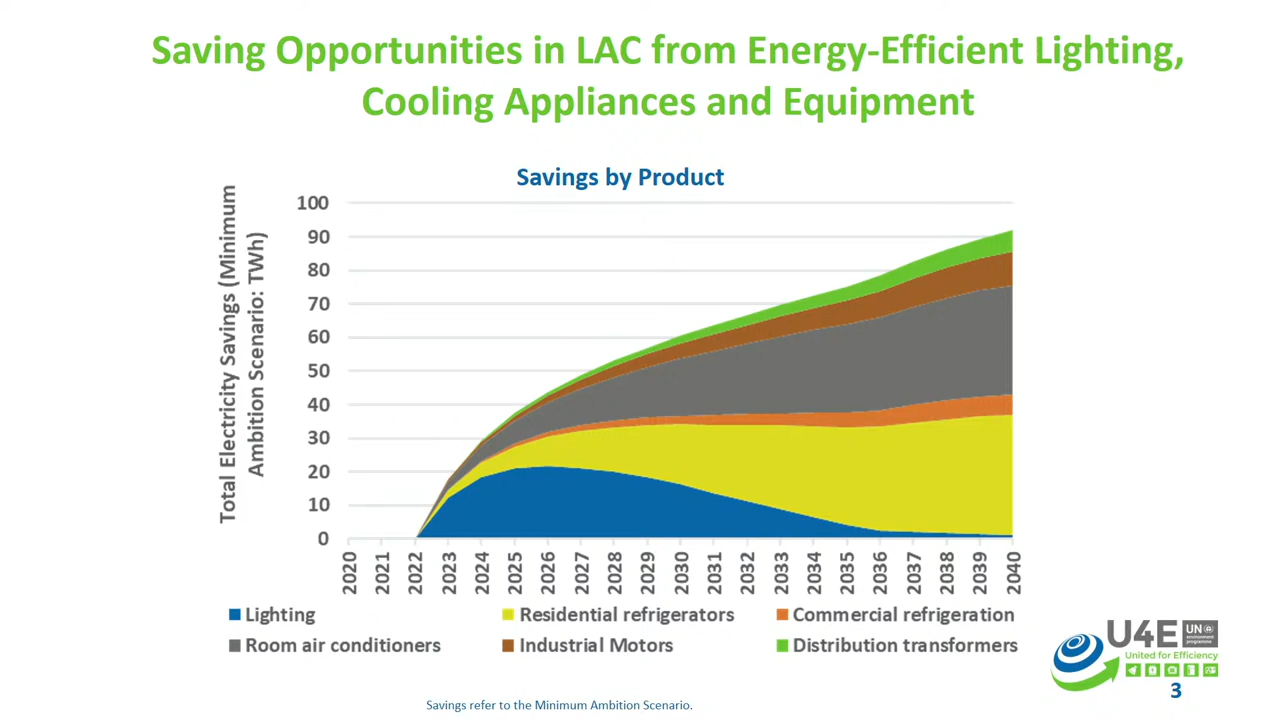 Saving Opportunities in LAC from Energy-Efficient Lighting,
Cooling Appliances and Equipment
Savings by Product
Total Electricity Savings (Minimum
Ambition Scenario: TWh)
100
90
80
70
60
50
40
30
20
10
0
2020 2021 2022 2023 2024 2025 2026 2027 2028 2029 2030 2031 2032 2033 2034 2035 2036 2037 2038 2039 2040
Lighting Residential refrigerators Commercial refrigeration
Room air conditioners Industrial Motors Distribution transformers
U4E UN
environment
programme
United for Efficiency
3
Savings refer to the Minimum Ambition Scenario.